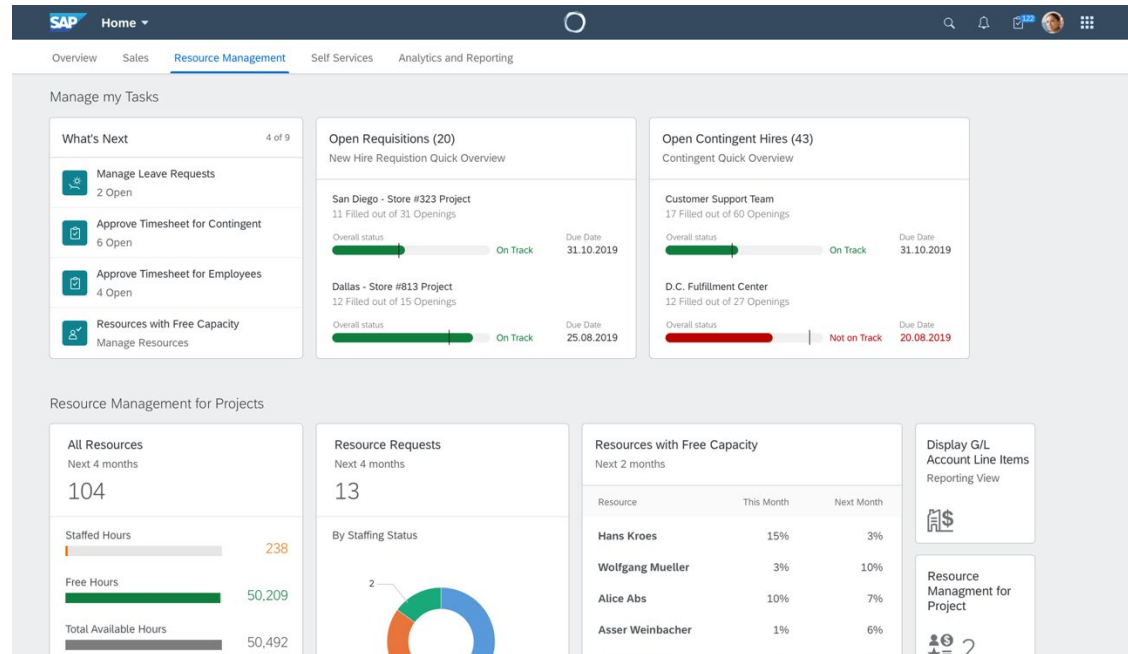 SAP Home
122
Overview Sales Resource Management Self Services Analytics and Reporting
Manage my Tasks
What's Next 4 of 9
Manage Leave Requests
2 Open
Approve Timesheet for Contingent
6 Open
Approve Timesheet for Employees
4 Open
Resources with Free Capacity
Manage Resources
Open Requisitions (20)
New Hire Requistion Quick Overview
San Diego - Store #323 Project
11 Filled out of 31 Openings
Overall status Due Date
On Track 31.10.2019
Dallas - Store #813 Project
12 Filled out of 15 Openings
Overall status Due Date
On Track 25.08.2019
Open Contingent Hires (43)
Contingent Quick Overview
Customer Support Team
17 Filled out of 60 Openings
Overall status Due Date
On Track 31.10.2019
D.C. Fulfillment Center
12 Filled out of 27 Openings
Overall status Due Date
Not on Track 20.08.2019
Resource Management for Projects
All Resources
Next 4 months
104
Staffed Hours
238
Free Hours
50,209
Total Available Hours
50,492
Resource Requests
Next 4 months
13
By Staffing Status
2
Resources with Free Capacity
Next 2 months
Resource This Month Next Month
Hans Kroes 15% 3%
Wolfgang Mueller 3% 10%
Alice Abs 10% 7%
Asser Weinbacher 1% 6%
Display G/L
Account Line Items
Reporting View
$
Resource
Managment for
Project
2